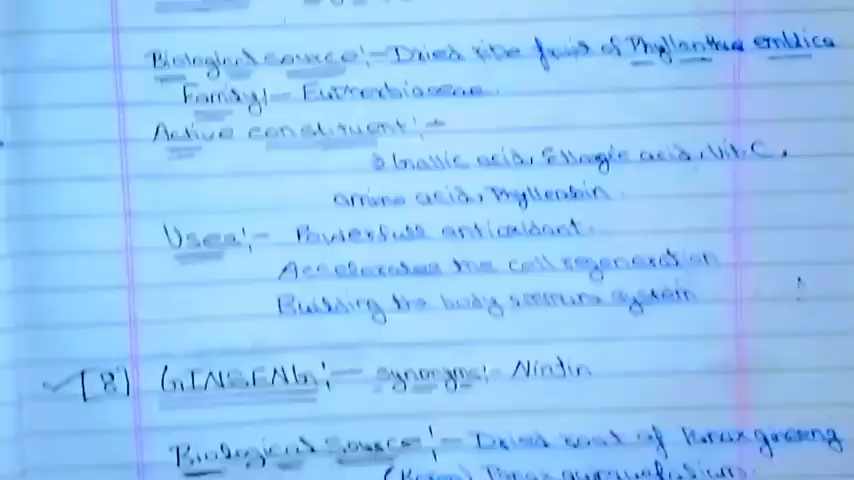 Biological source:- Dried ripe fruit of Phyllanthus emblica
Family:- Euphorbiaceae.
Active constituent:-
Gallic acid, Ellagic acid, Vit. C,
amino acid, Phyllembin.
Uses:- Powerfull antioxidant.
Accelerates the cell regeneration
Building the body immune system
[8] GINSENG:- synonyms:- Ninjin
Biological Source:- Dried root of Panax ginseng